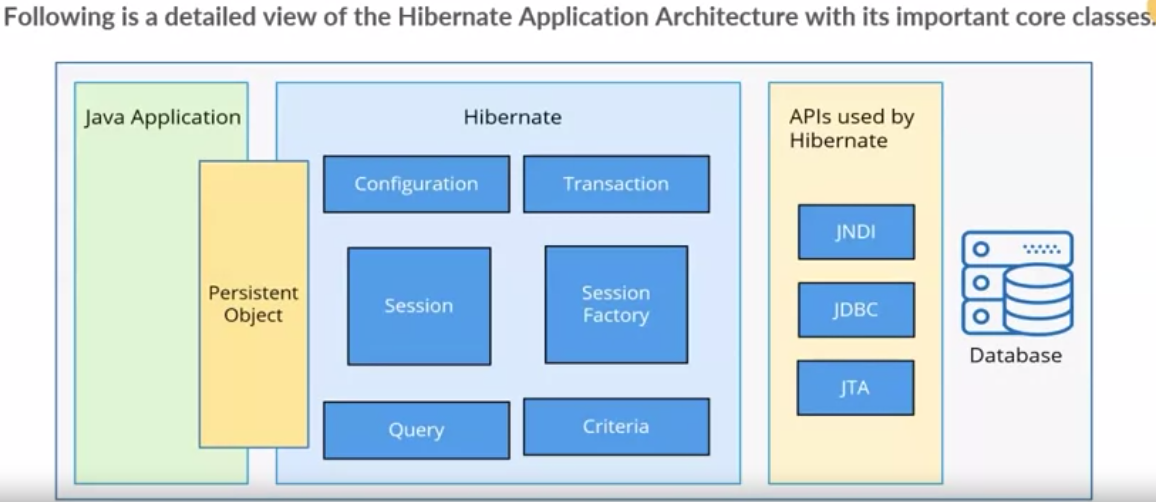 Following is a detailed view of the Hibernate Application Architecture with its important core classes.
Java Application
Persistent
Object
Hibernate
Configuration
Transaction
Session
Session
Factory
Query
Criteria
APIs used by
Hibernate
JNDI
JDBC
JTA
Database